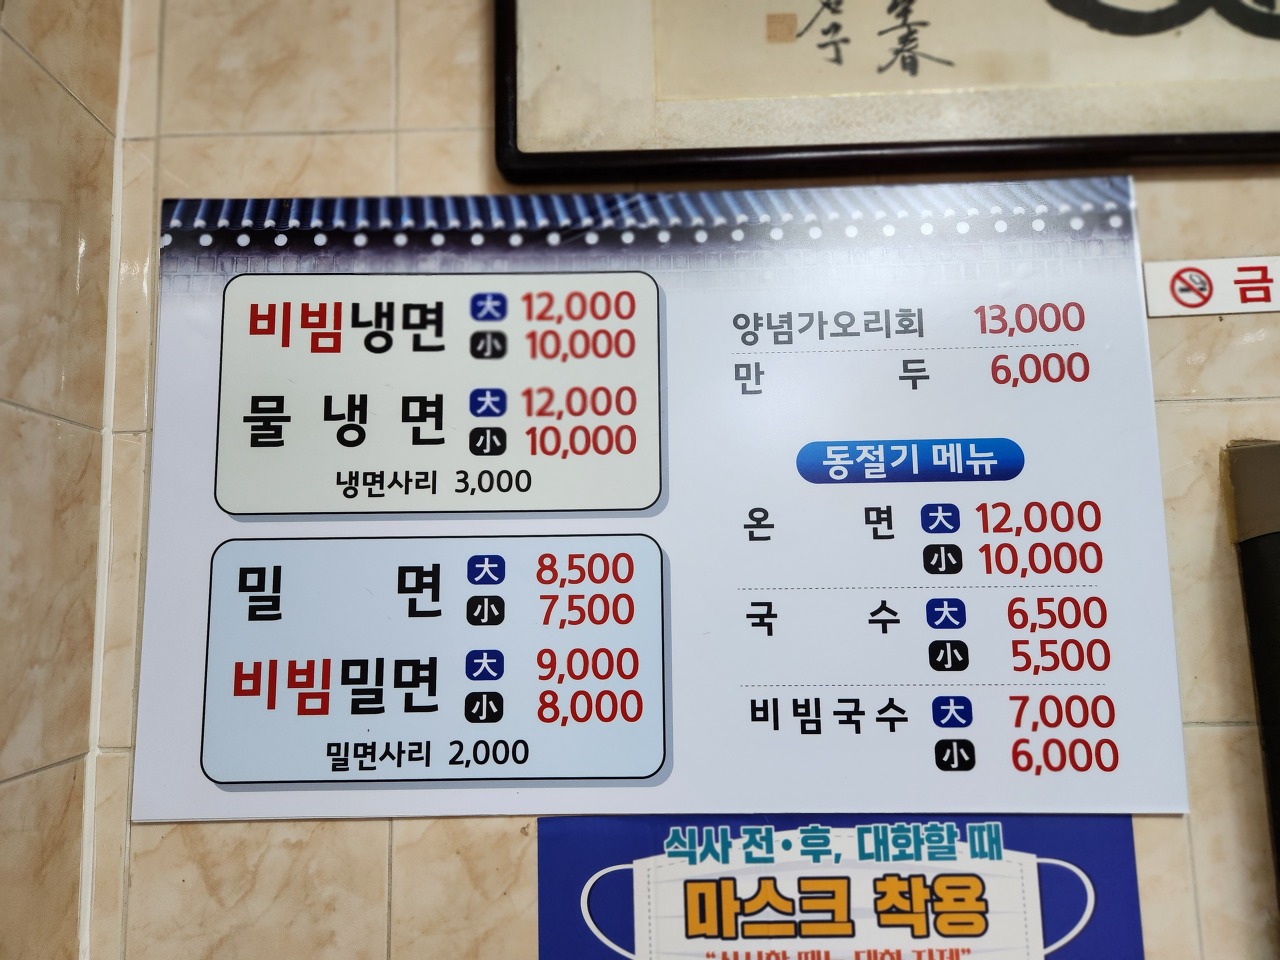 君子
춘
비빔냉면 大 12,000
小 10,000
물 냉 면 大 12,000
小 10,000
냉면사리 3,000
밀 면 大 8,500
小 7,500
비빔밀면 大 9,000
小 8,000
밀면사리 2,000
양념가오리회 13,000
만 두 6,000
동절기 메뉴
온 면 大 12,000
小 10,000
국 수 大 6,500
小 5,500
비빔국수 大 7,000
小 6,000
금
식사 전·후, 대화할 때
마스크 착용